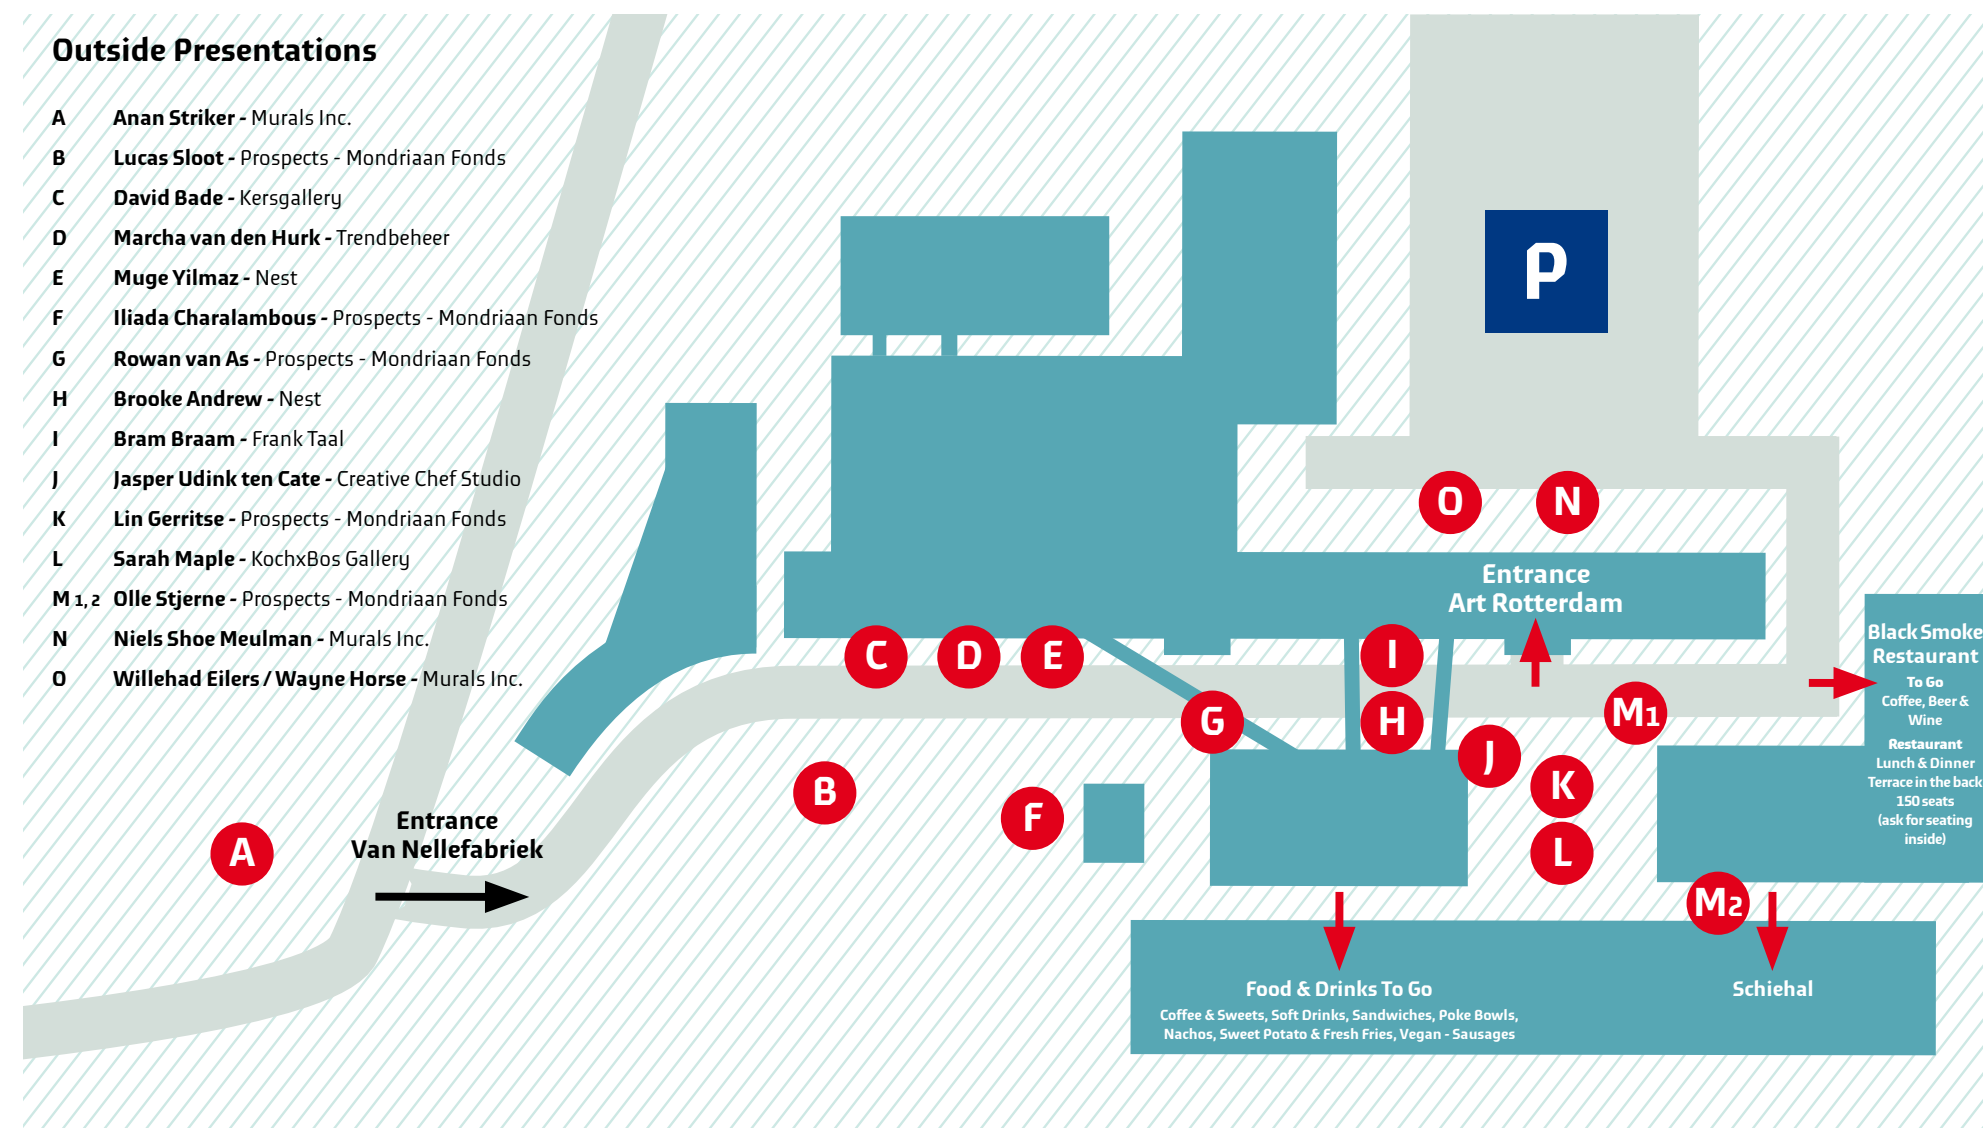 Outside Presentations
A Anan Striker - Murals Inc.
B Lucas Sloot - Prospects - Mondriaan Fonds
C David Bade - Kersgallery
D Marcha van den Hurk - Trendbeheer
E Muge Yilmaz - Nest
F Iliada Charalambous - Prospects - Mondriaan Fonds
G Rowan van As - Prospects - Mondriaan Fonds
H Brooke Andrew - Nest
I Bram Braam - Frank Taal
J Jasper Udink ten Cate - Creative Chef Studio
K Lin Gerritse - Prospects - Mondriaan Fonds
L Sarah Maple - KochxBos Gallery
M 1, 2 Olle Stjerne - Prospects - Mondriaan Fonds
N Niels Shoe Meulman - Murals Inc.
O Willehad Eilers / Wayne Horse - Murals Inc.
P
O
N
Entrance
Art Rotterdam
C
D
E
I
G
H
M1
J
K
L
B
F
A
Entrance
Van Nellefabriek
Black Smoke
Restaurant
To Go
Coffee, Beer &
Wine
Restaurant
Lunch & Dinner
Terrace in the back
150 seats
(ask for seating
inside)
M2
Food & Drinks To Go
Coffee & Sweets, Soft Drinks, Sandwiches, Poke Bowls,
Nachos, Sweet Potato & Fresh Fries, Vegan - Sausages
Schiehal